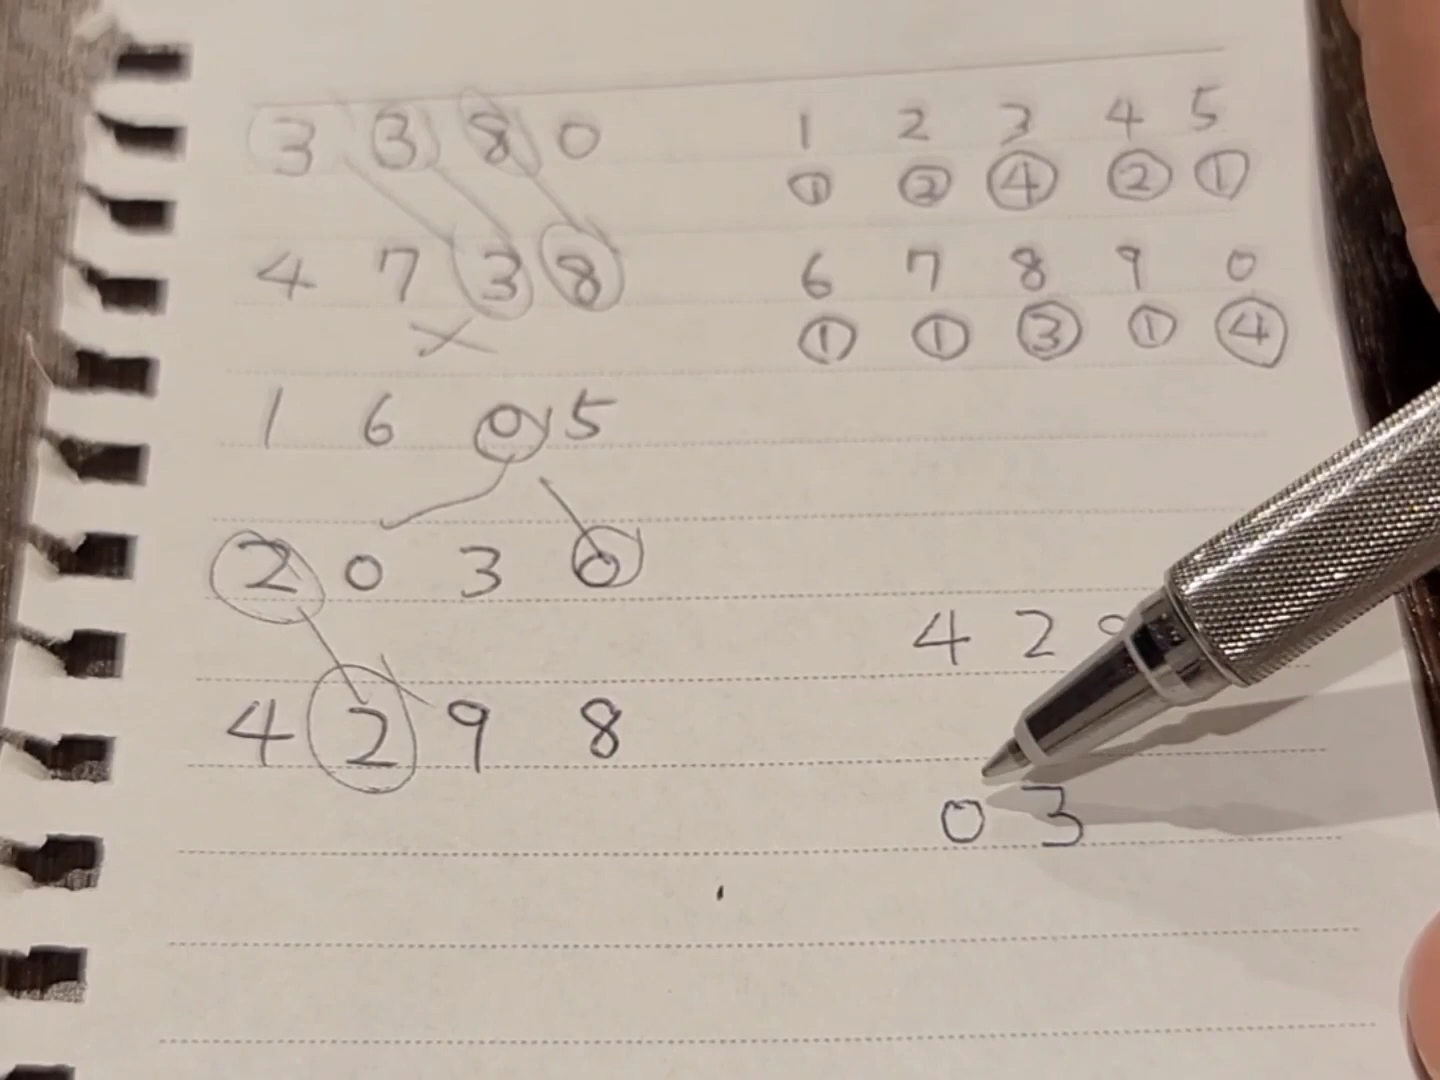 3 3 8 0
4 7 3 8
1 6 0 5
2 0 3 0
4 2 9 8
1 2 3 4 5
① ② ④ ② ①
6 7 8 9 0
① ① ③ ① ④
4 2
0 3